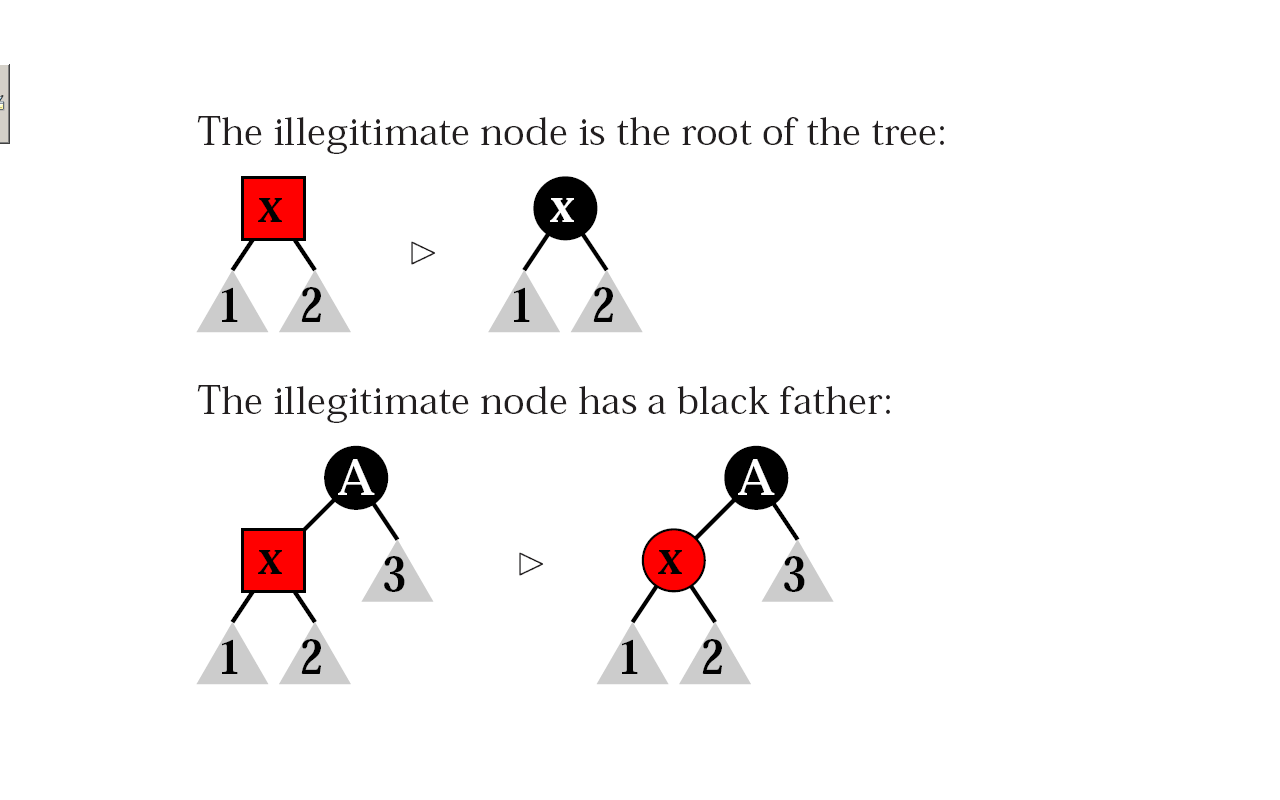 The illegitimate node is the root of the tree:
x x
1 2 1 2
The illegitimate node has a black father:
A A
x 3 x 3
1 2 1 2